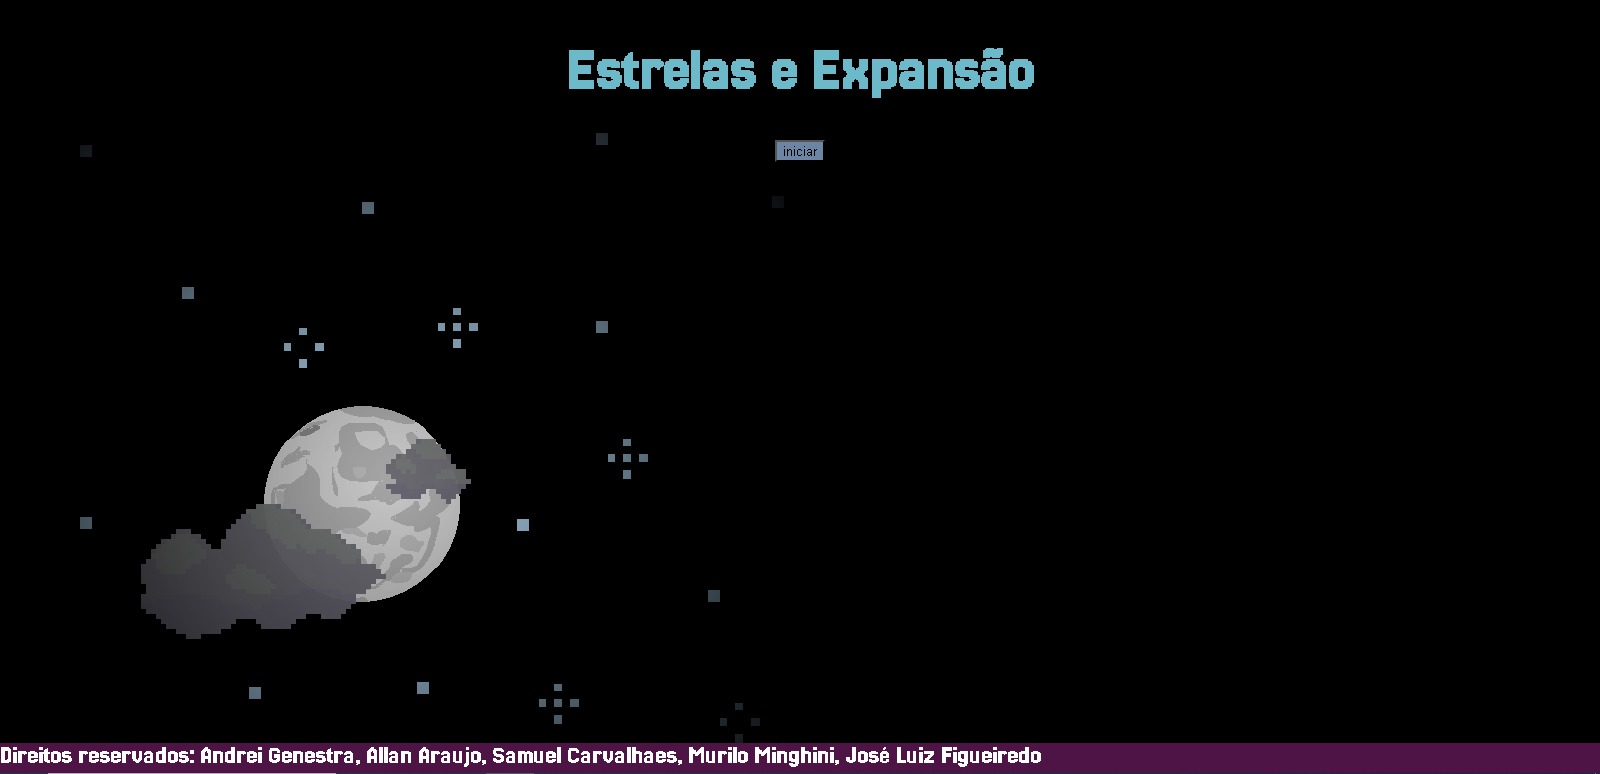 Estrelas e Expansão
iniciar
Direitos reservados: Andrei Genestra, Allan Araujo, Samuel Carvalhaes, Murilo Minghini, José Luiz Figueiredo